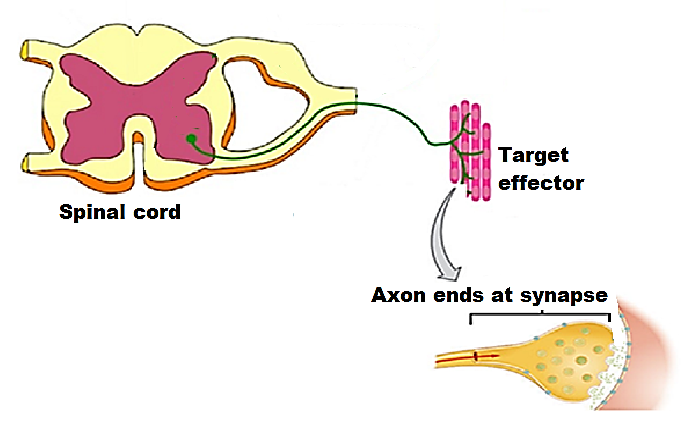 Target
effector
Spinal cord
Axon ends at synapse